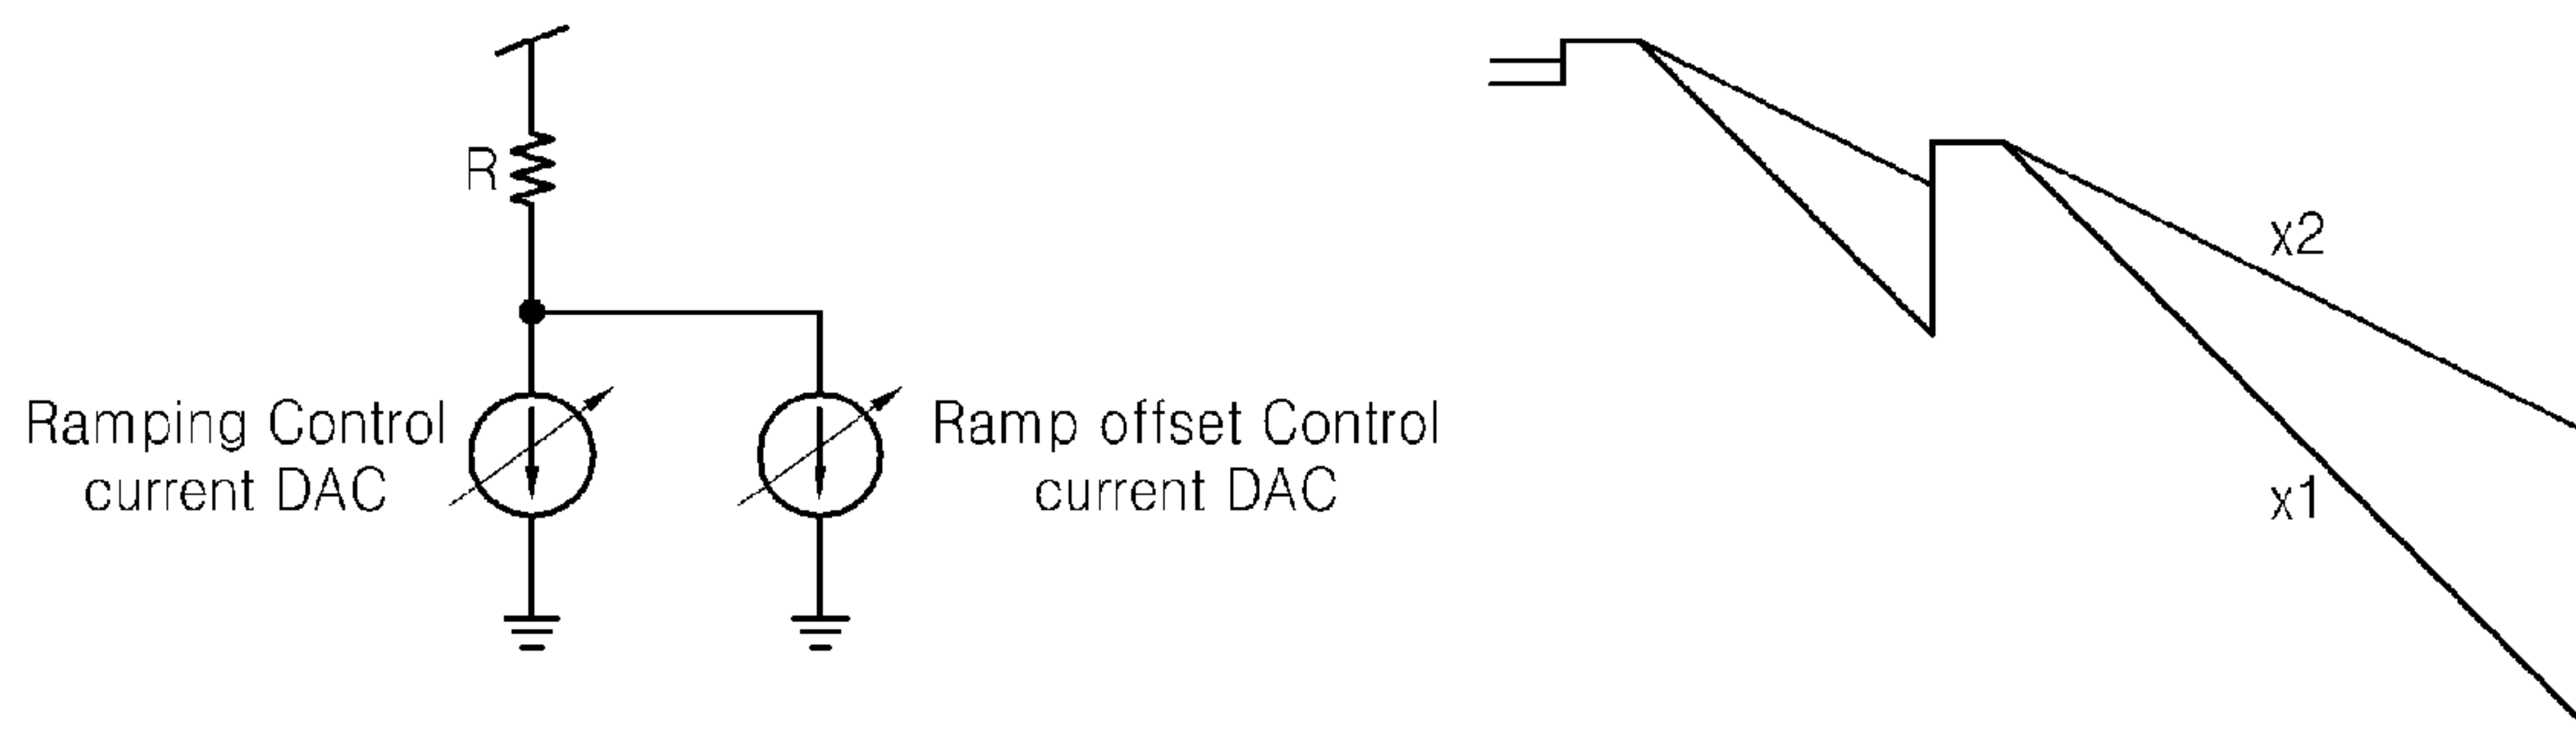 R
Ramping Control
current DAC
Ramp offset Control
current DAC
x2
x1